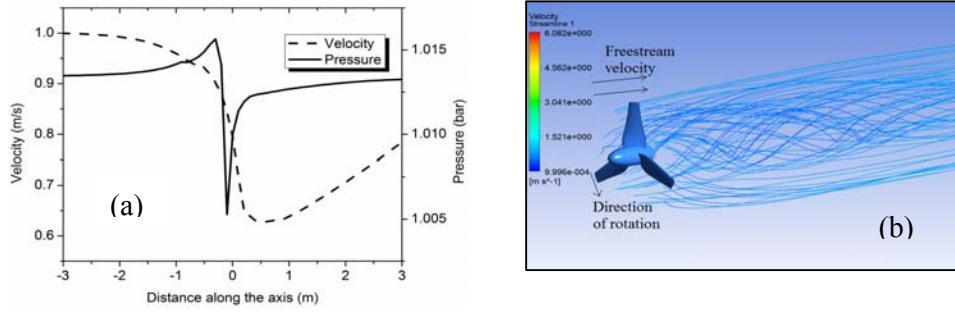 (a)
Velocity
Pressure
1.0
0.9
0.8
0.7
0.6
Velocity (m/s)
1.015
1.010
1.005
Pressure (bar)
-3
-2
-1
0
1
2
3
Distance along the axis (m)
Velocity
Streamline 1
6.082e+000
4.562e+000
3.041e+000
1.521e+000
9.996e-004
[m s^-1]
Freestream
velocity
Direction
of rotation
(b)